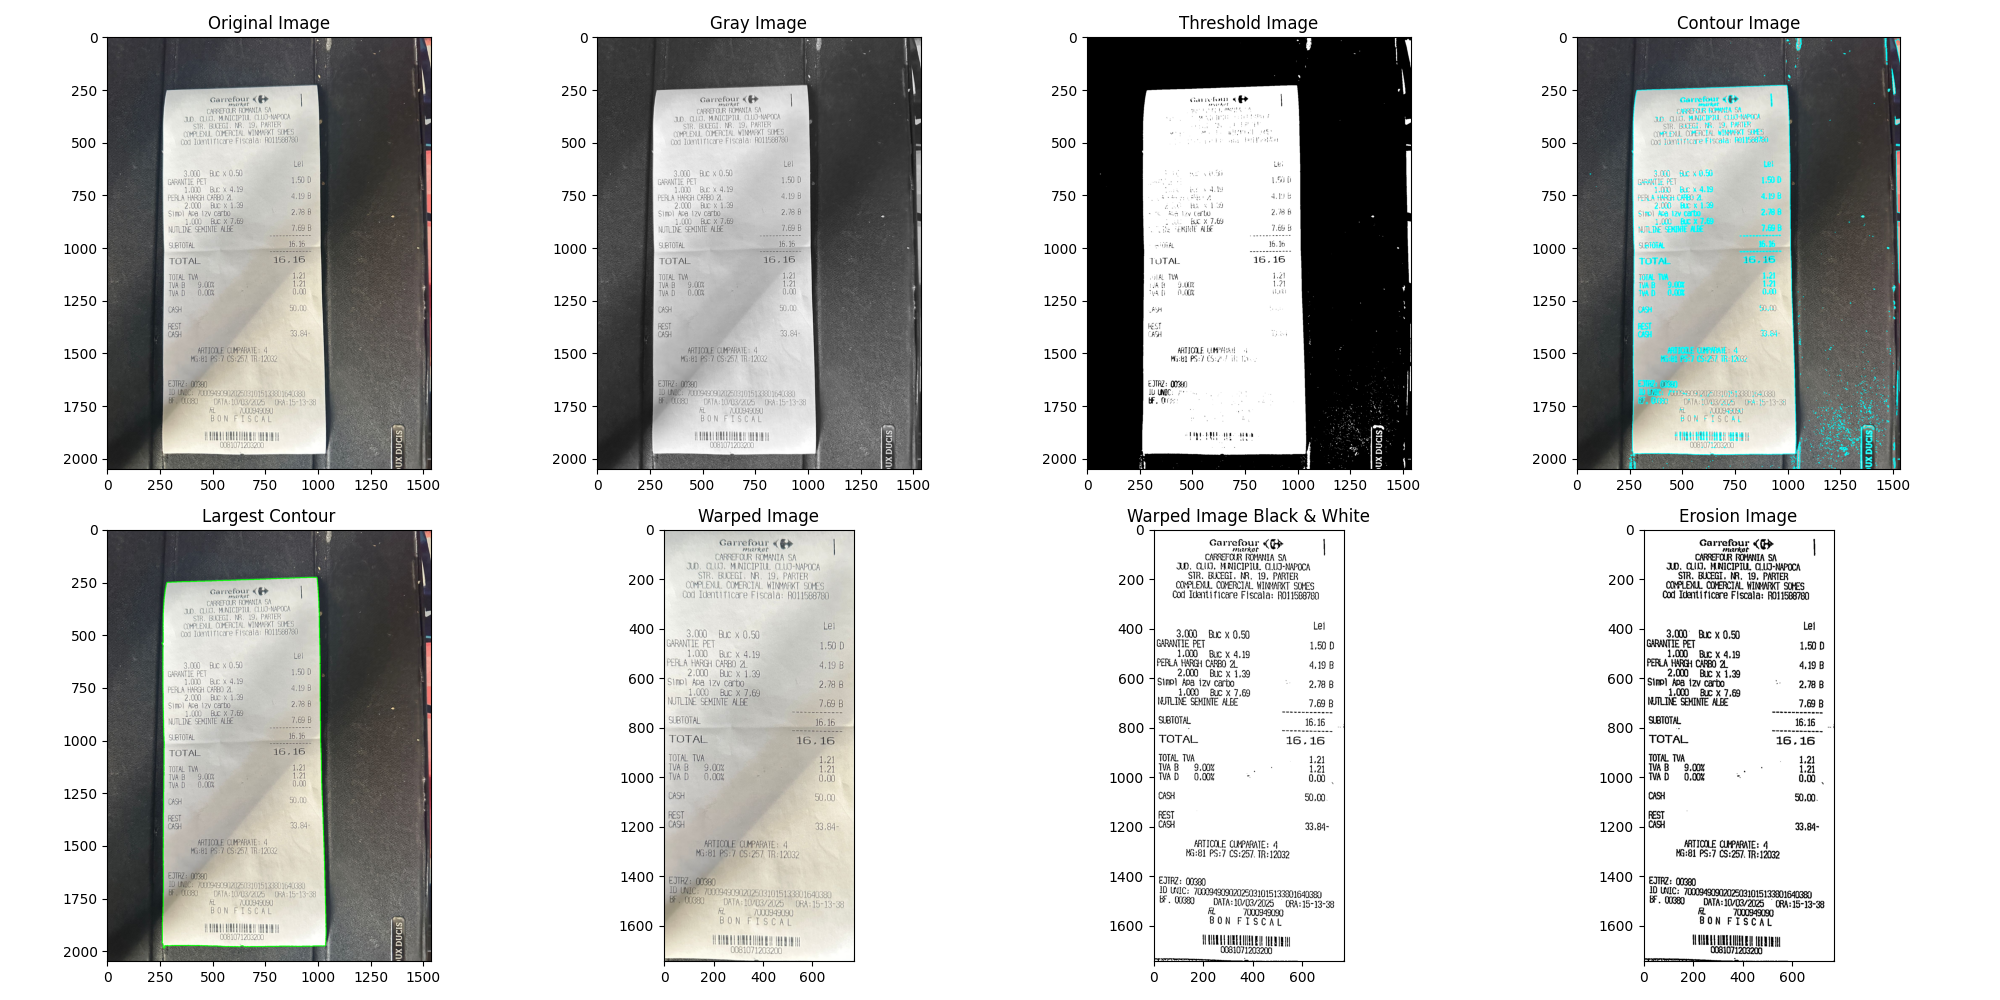 Original Image
Gray Image
Threshold Image
Contour Image
Largest Contour
Warped Image
Warped Image Black & White
Erosion Image
Carrefour
market
CARREFOUR ROMANIA SA
JUD. CLUJ, MUNICIPIUL CLUJ-NAPOCA
STR. BUCEGI, NR. 19, PARTER
COMPLEXUL COMERCIAL WINMARKT SOMES
Cod Identificare Fiscala: RO11588780
Lei
3.000 Buc x 0.50
GARANTIE PET 1.50 D
1.000 Buc x 4.19
PERLA HARGH CARBO 2L 4.19 B
2.000 Buc x 1.39
Simpl Apa izv carbo 2.78 B
1.000 Buc x 7.69
NUTLINE SEMINTE ALBE 7.69 B
SUBTOTAL 16.16
TOTAL 16.16
TOTAL TVA 1.21
TVA B 9.00% 1.21
TVA D 0.00% 0.00
CASH 50.00
REST
CASH 33.84-
ARTICOLE CUMPARATE: 4
MG:81 PS:7 CS:257 TR:12032
EJTRZ: 00380
ID UNIC: 70009490902025031015133801640380
BF. 00380 DATA:10/03/2025 ORA:15-13-38
7000949090
BON FISCAL
0081071203200
OUX DUCIS